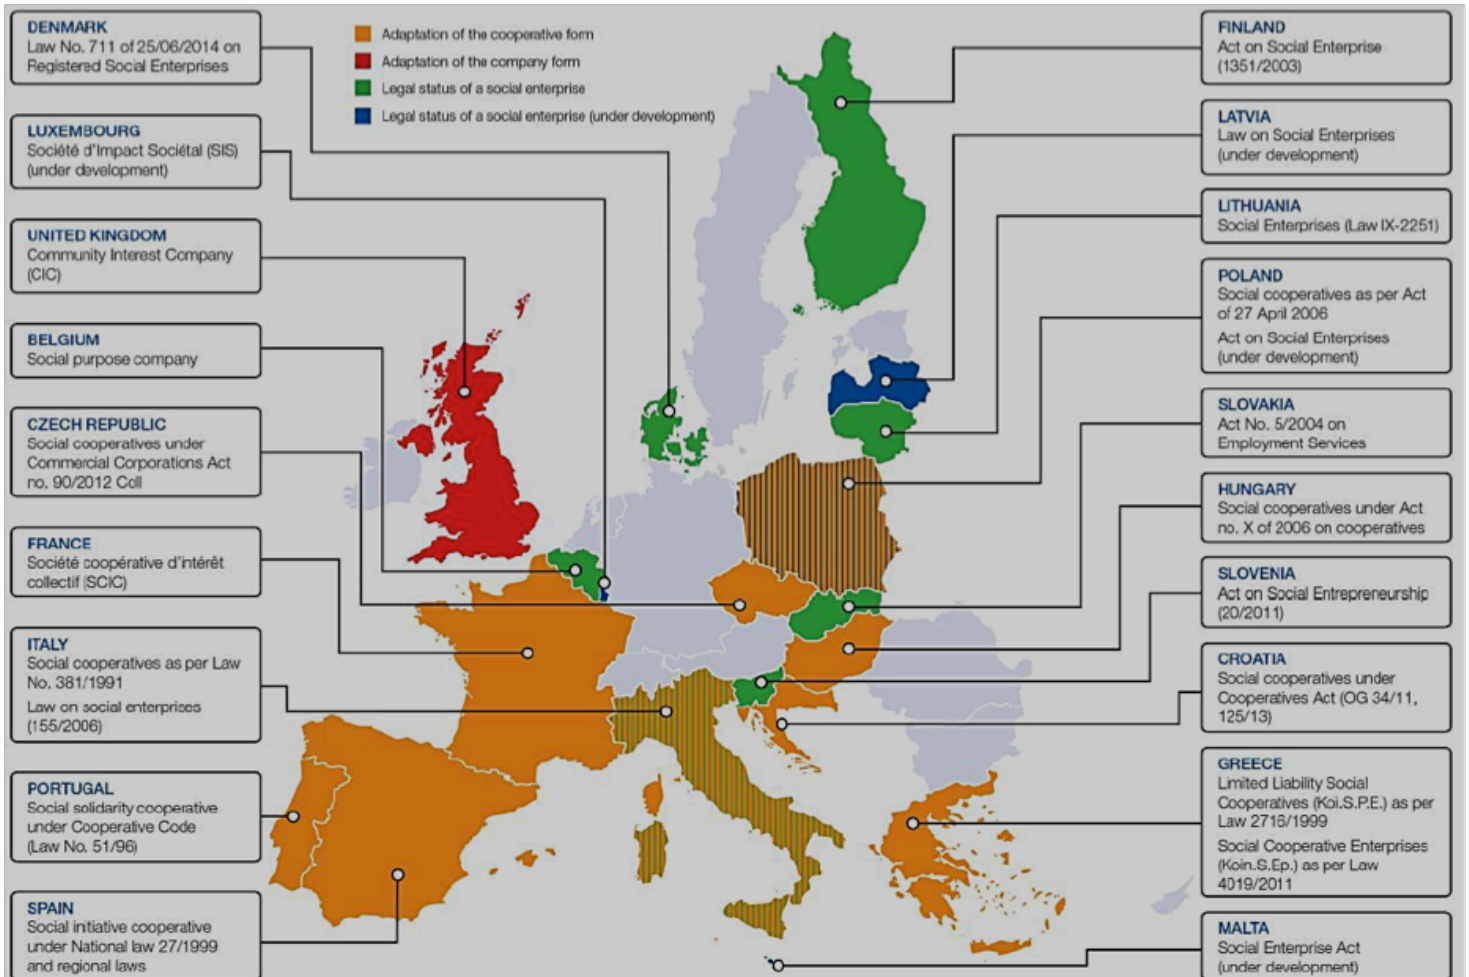 DENMARK
Law No. 711 of 25/06/2014 on
Registered Social Enterprises
LUXEMBOURG
Société d'Impact Sociétal (SIS)
(under development)
UNITED KINGDOM
Community Interest Company
(CIC)
BELGIUM
Social purpose company
CZECH REPUBLIC
Social cooperatives under
Commercial Corporations Act
no. 90/2012 Coll
FRANCE
Société coopérative d'intérêt
collectif (SCIC)
ITALY
Social cooperatives as per Law
No. 381/1991
Law on social enterprises
(155/2006)
PORTUGAL
Social solidarity cooperative
under Cooperative Code
(Law No. 51/96)
SPAIN
Social initiative cooperative
under National law 27/1999
and regional laws
Adaptation of the cooperative form
Adaptation of the company form
Legal status of a social enterprise
Legal status of a social enterprise (under development)
FINLAND
Act on Social Enterprise
(1351/2003)
LATVIA
Law on Social Enterprises
(under development)
LITHUANIA
Social Enterprises (Law IX-2251)
POLAND
Social cooperatives as per Act
of 27 April 2006
Act on Social Enterprises
(under development)
SLOVAKIA
Act No. 5/2004 on
Employment Services
HUNGARY
Social cooperatives under Act
no. X of 2006 on cooperatives
SLOVENIA
Act on Social Entrepreneurship
(20/2011)
CROATIA
Social cooperatives under
Cooperatives Act (OG 34/11,
125/13)
GREECE
Limited Liability Social
Cooperatives (Koi.S.P.E.) as per
Law 2716/1999
Social Cooperative Enterprises
(Koin.S.Ep.) as per Law
4019/2011
MALTA
Social Enterprise Act
(under development)